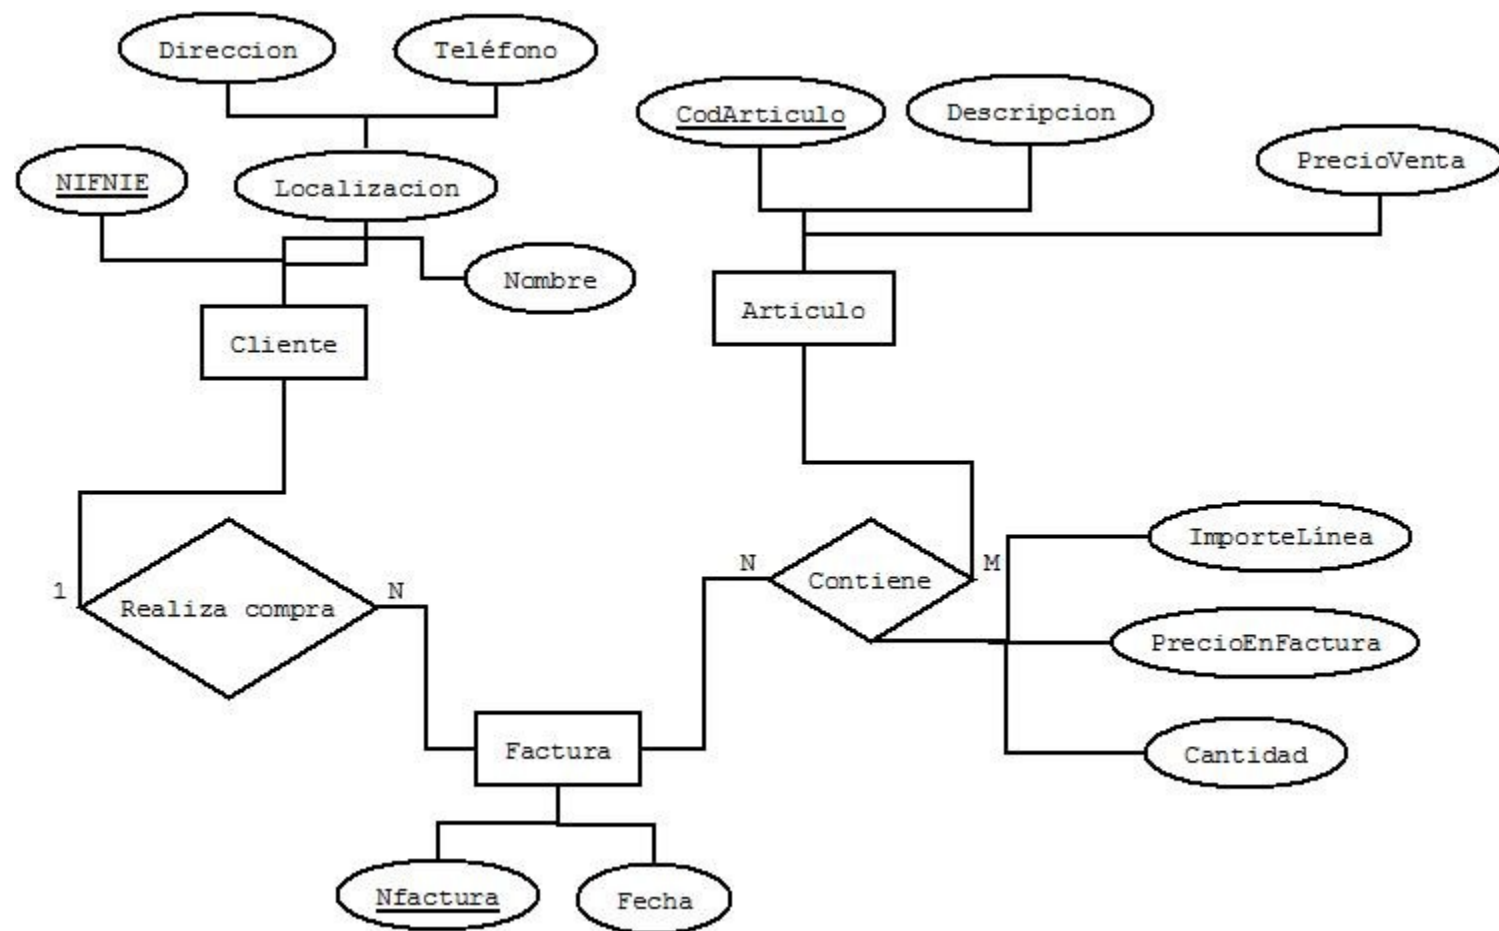 Direccion
Teléfono
CodArticulo
Descripcion
PrecioVenta
NIFNIE
Localizacion
Nombre
Articulo
Cliente
ImporteLínea
N
Contiene
M
1
Realiza compra
N
PrecioEnFactura
Factura
Cantidad
Nfactura
Fecha